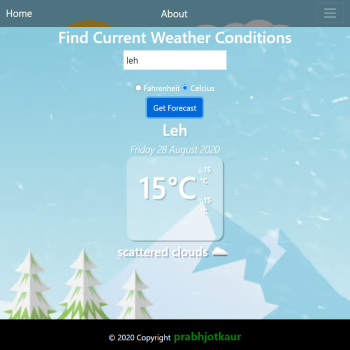 Home About
Find Current Weather Conditions
leh
Fahrenheit Celcius
Get Forecast
Leh
Friday 28 August 2020
15°C
15
°C
15
scattered clouds
© 2020 Copyright prabhjotkaur